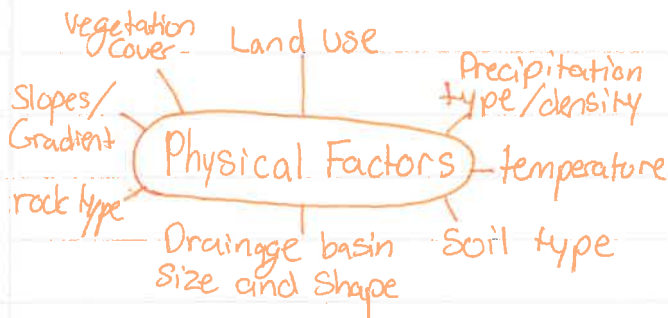 Vegetation
cover
Land use
Precipitation
type/density
Slopes/
Gradient
Physical Factors
temperature
rock type
Drainage basin
Size and Shape
Soil type